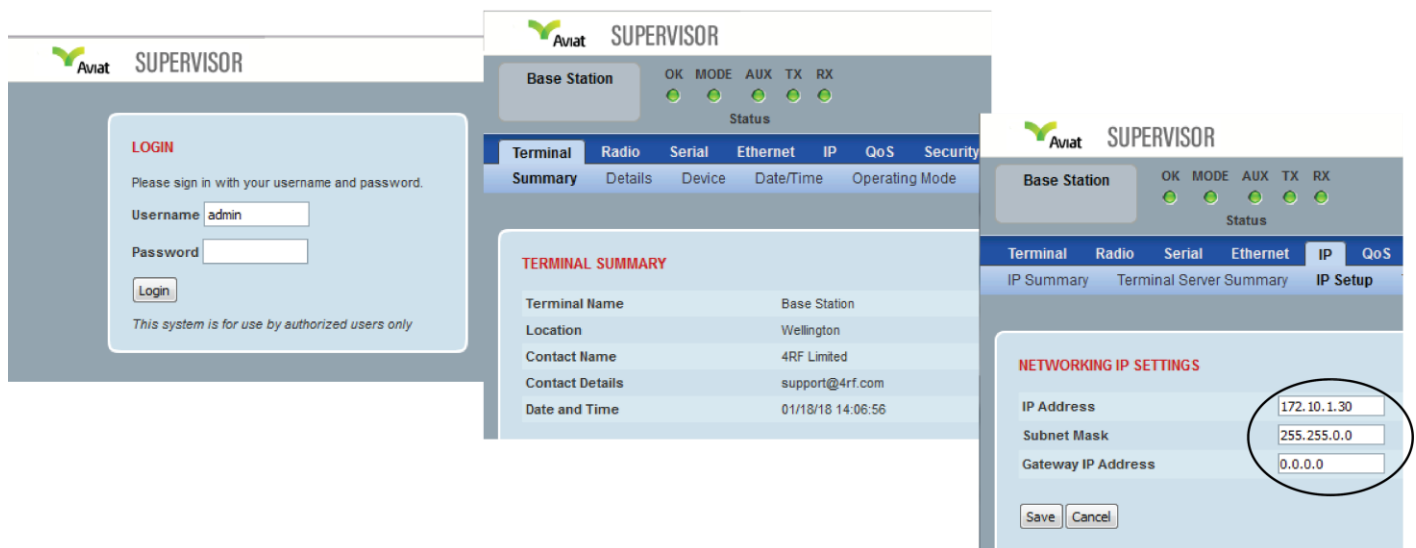 Aviat SUPERVISOR
LOGIN
Please sign in with your username and password.
Username admin
Password
Login
This system is for use by authorized users only
Aviat SUPERVISOR
Base Station
OK MODE AUX TX RX
Status
Terminal Radio Serial Ethernet IP QoS Security
Summary Details Device Date/Time Operating Mode
TERMINAL SUMMARY
Terminal Name Base Station
Location Wellington
Contact Name 4RF Limited
Contact Details support@4rf.com
Date and Time 01/18/18 14:06:56
Aviat SUPERVISOR
Base Station
OK MODE AUX TX RX
Status
Terminal Radio Serial Ethernet IP QoS
IP Summary Terminal Server Summary IP Setup
NETWORKING IP SETTINGS
IP Address 172.10.1.30
Subnet Mask 255.255.0.0
Gateway IP Address 0.0.0.0
Save Cancel